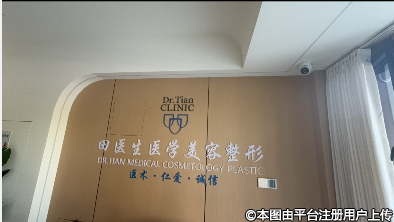 Dr.Tian
CLINIC
田医生医学美容整形
DR.TIAN MEDICAL COSMETOLOGY PLASTIC
医术·仁爱·诚信
©本图由平台注册用户上传